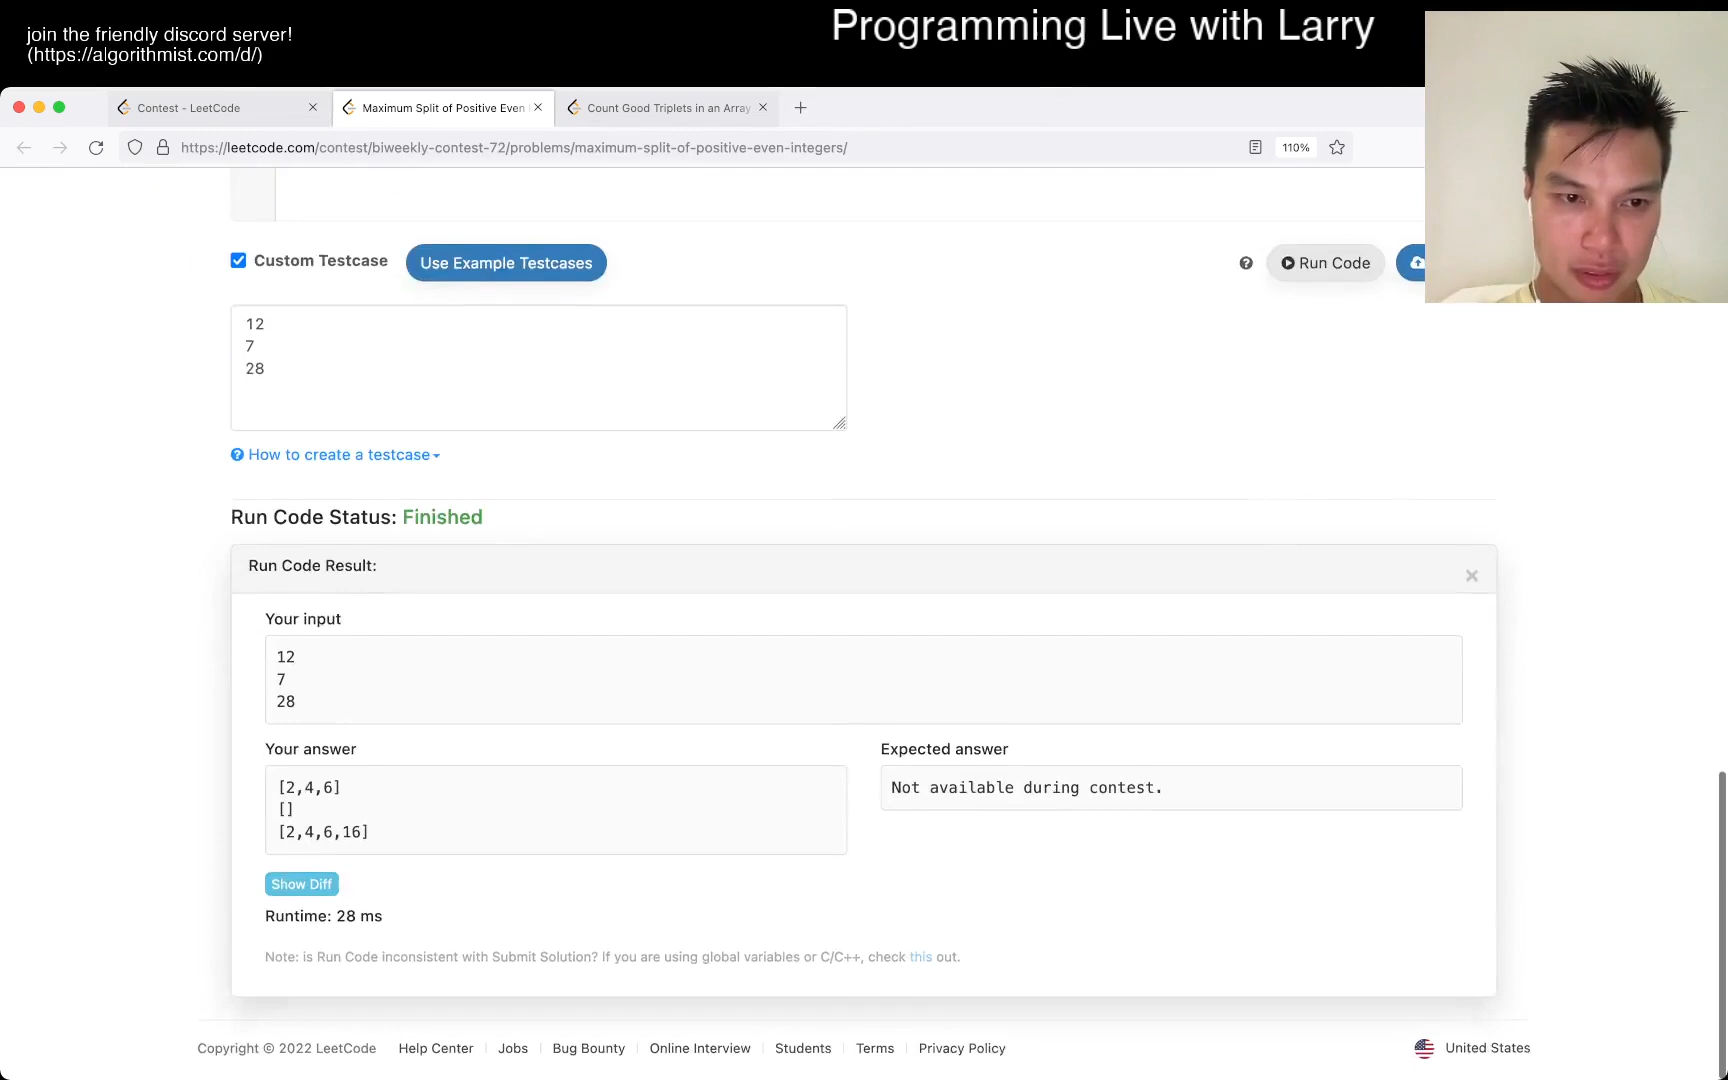 join the friendly discord server!
(https://algorithmist.com/d/)
Programming Live with Larry
Contest - LeetCode
Maximum Split of Positive Even
Count Good Triplets in an Array
https://leetcode.com/contest/biweekly-contest-72/problems/maximum-split-of-positive-even-integers/
110%
Custom Testcase
Use Example Testcases
Run Code
12
7
28
How to create a testcase
Run Code Status: Finished
Run Code Result:
Your input
12
7
28
Your answer
Expected answer
[2,4,6]
[]
[2,4,6,16]
Not available during contest.
Show Diff
Runtime: 28 ms
Note: is Run Code inconsistent with Submit Solution? If you are using global variables or C/C++, check this out.
Copyright © 2022 LeetCode
Help Center
Jobs
Bug Bounty
Online Interview
Students
Terms
Privacy Policy
United States